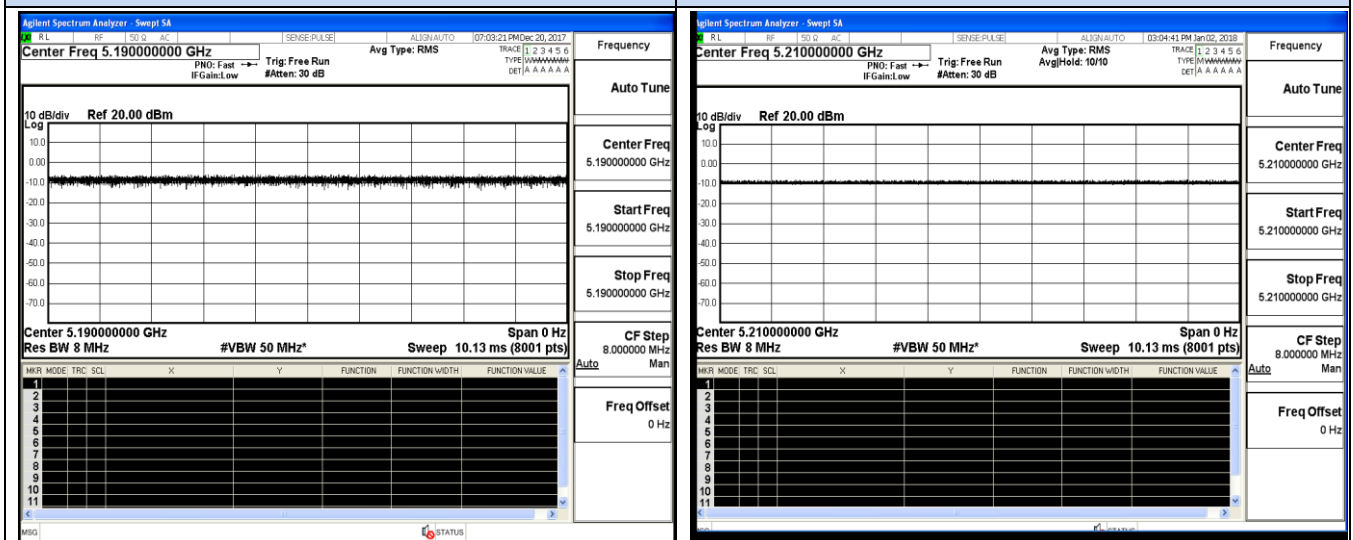 Agilent Spectrum Analyzer - Swept SA
RL RF 50 Ω AC SENSE:PULSE ALIGNAUTO 07:03:21 PM Dec 20, 2017
Center Freq 5.190000000 GHz
Avg Type: RMS
TRACE 1 2 3 4 5 6
TYPE
DET A A A A A A
PNO: Fast
IFGain:Low
Trig: Free Run
#Atten: 30 dB
10 dB/div Ref 20.00 dBm
Log
10.0
0.00
-10.0
-20.0
-30.0
-40.0
-50.0
-60.0
-70.0
Center 5.190000000 GHz Span 0 Hz
Res BW 8 MHz #VBW 50 MHz* Sweep 10.13 ms (8001 pts)
MKR MODE TRC SCL X Y FUNCTION FUNCTION WIDTH FUNCTION VALUE
1
2
3
4
5
6
7
8
9
10
11
MSG STATUS
Frequency
Auto Tune
Center Freq
5.190000000 GHz
Start Freq
5.190000000 GHz
Stop Freq
5.190000000 GHz
CF Step
8.000000 MHz
Auto Man
Freq Offset
0 Hz
Agilent Spectrum Analyzer - Swept SA
RL RF 50 Ω AC SENSE:PULSE ALIGNAUTO 03:04:41 PM Jan 02, 2018
Center Freq 5.210000000 GHz
Avg Type: RMS
Avg|Hold: 10/10
TRACE 1 2 3 4 5 6
TYPE
DET A A A A A A
PNO: Fast
IFGain:Low
Trig: Free Run
#Atten: 30 dB
10 dB/div Ref 20.00 dBm
Log
10.0
0.00
-10.0
-20.0
-30.0
-40.0
-50.0
-60.0
-70.0
Center 5.210000000 GHz Span 0 Hz
Res BW 8 MHz #VBW 50 MHz* Sweep 10.13 ms (8001 pts)
MKR MODE TRC SCL X Y FUNCTION FUNCTION WIDTH FUNCTION VALUE
1
2
3
4
5
6
7
8
9
10
11
Frequency
Auto Tune
Center Freq
5.210000000 GHz
Start Freq
5.210000000 GHz
Stop Freq
5.210000000 GHz
CF Step
8.000000 MHz
Auto Man
Freq Offset
0 Hz